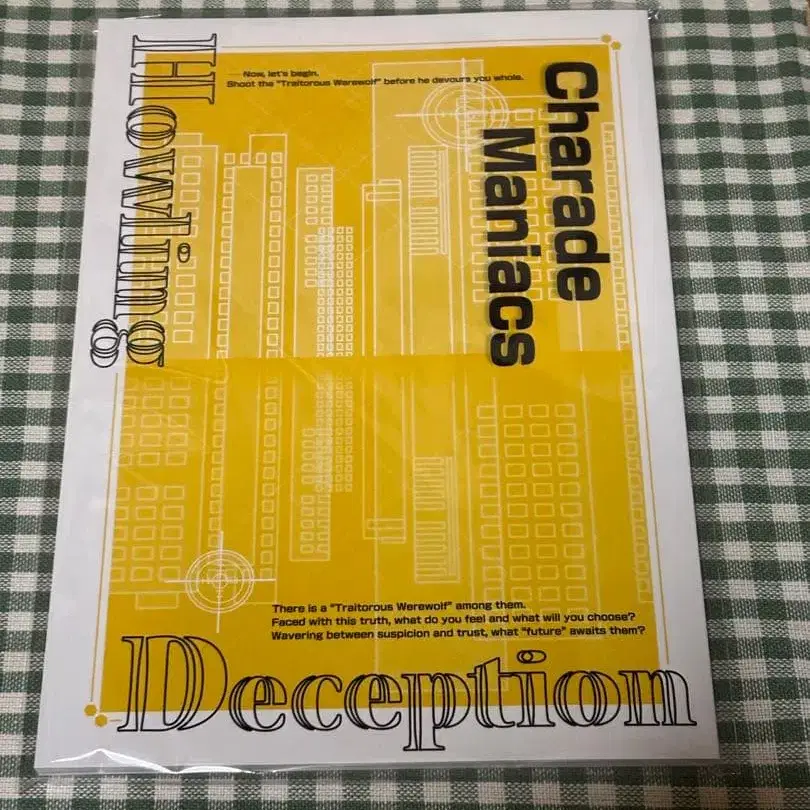 Howling
—Now, let's begin.
Shoot the "Traitorous Werewolf" before he devours you whole.
Charade
Maniacs
There is a "Traitorous Werewolf" among them.
Faced with this truth, what do you feel and what will you choose?
Wavering between suspicion and trust, what "future" awaits them?
Deception